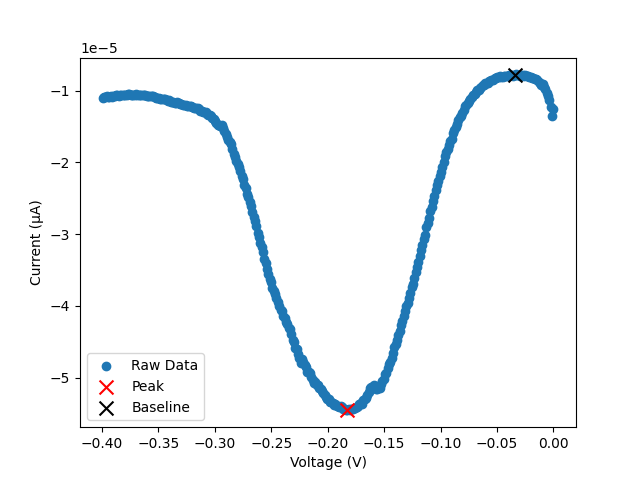 1e−5
−1
−2
−3
−4
−5
Current (μA)
Raw Data
Peak
Baseline
−0.40 −0.35 −0.30 −0.25 −0.20 −0.15 −0.10 −0.05 0.00
Voltage (V)